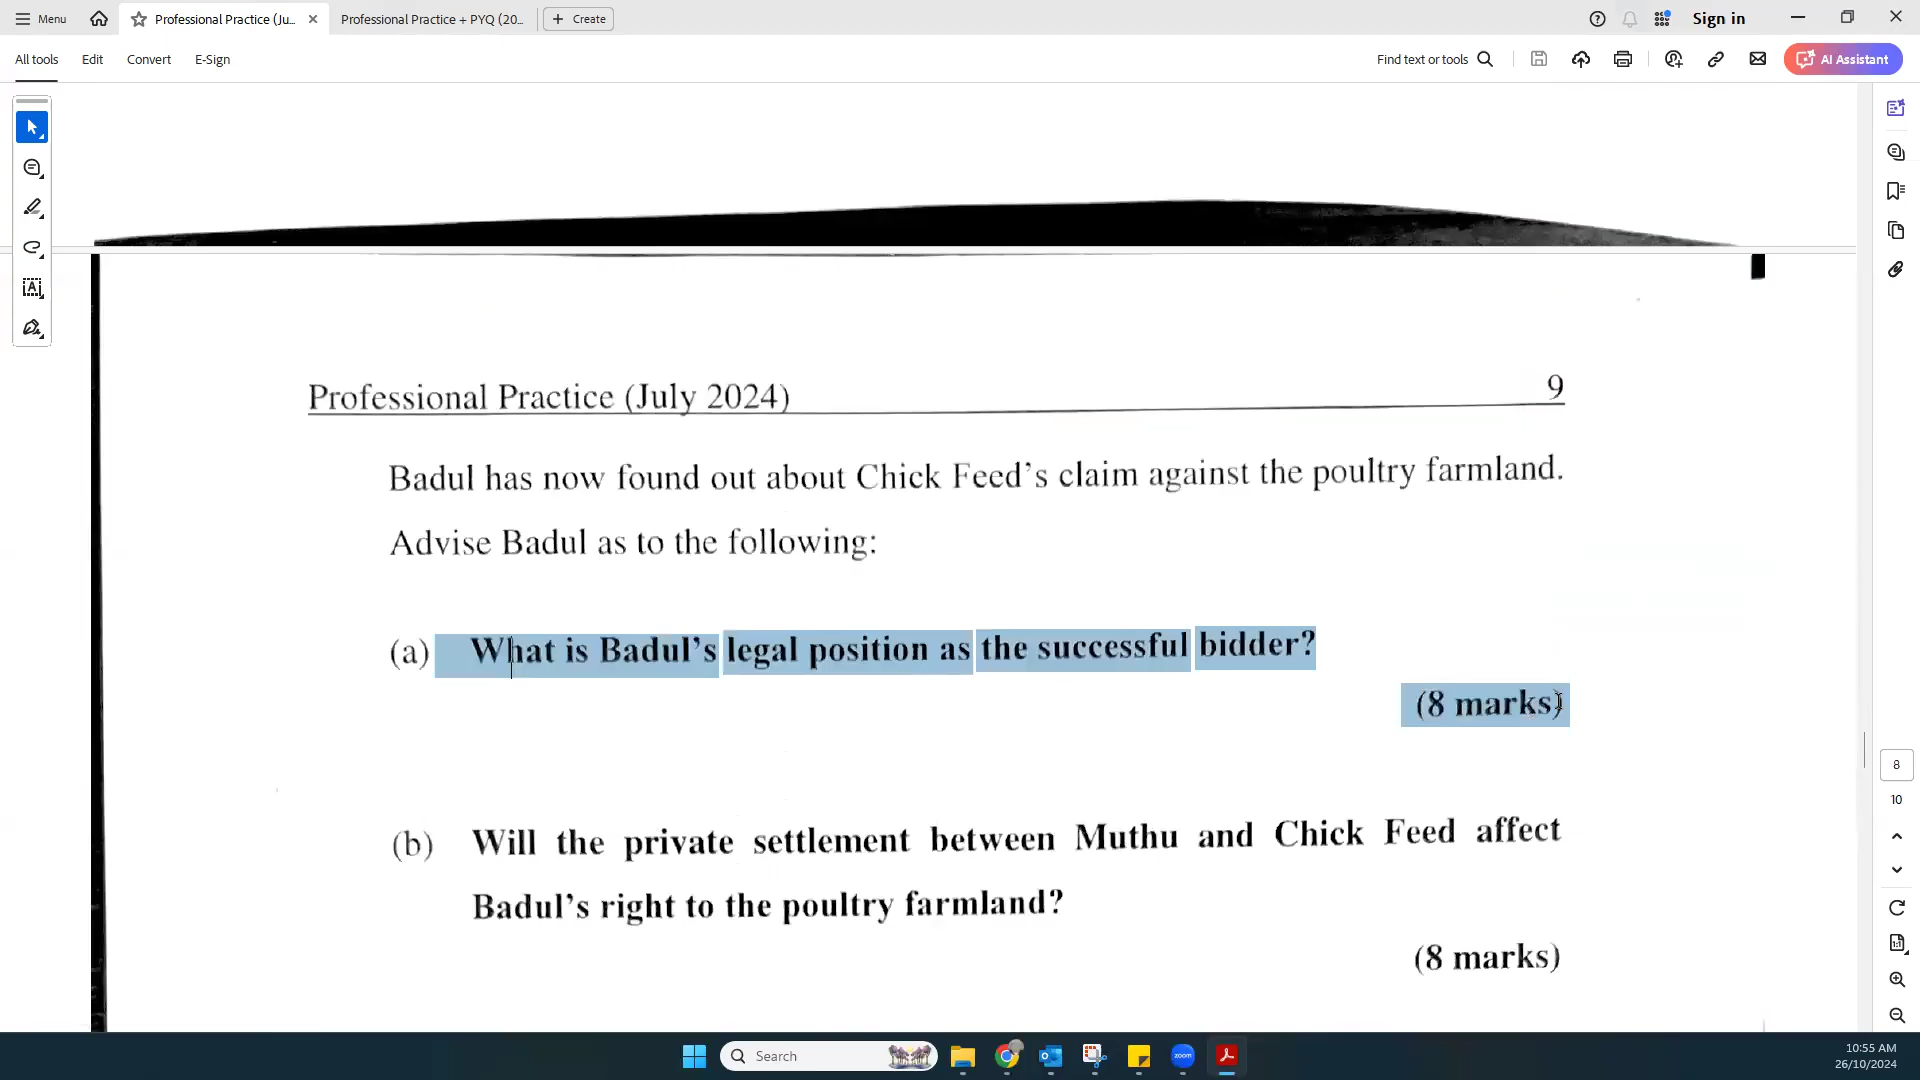 Menu
Professional Practice (Ju...
Professional Practice + PYQ (20...
Create
Sign in
All tools
Edit
Convert
E-Sign
Find text or tools
AI Assistant
Professional Practice (July 2024)
9
Badul has now found out about Chick Feed's claim against the poultry farmland.
Advise Badul as to the following:
(a) What is Badul's legal position as the successful bidder?
(8 marks)
(b) Will the private settlement between Muthu and Chick Feed affect
Badul's right to the poultry farmland?
(8 marks)
8
10
Search
zoom
10:55 AM
26/10/2024